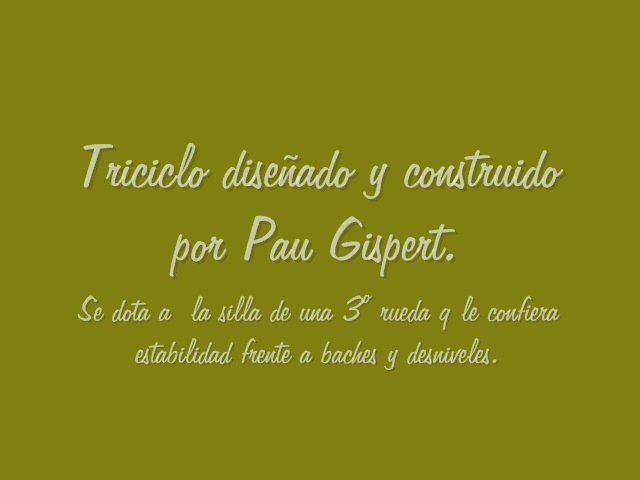 Triciclo diseñado y construido
por Pau Gispert.
Se dota a la silla de una 3º rueda q le confiera
estabilidad frente a baches y desniveles.